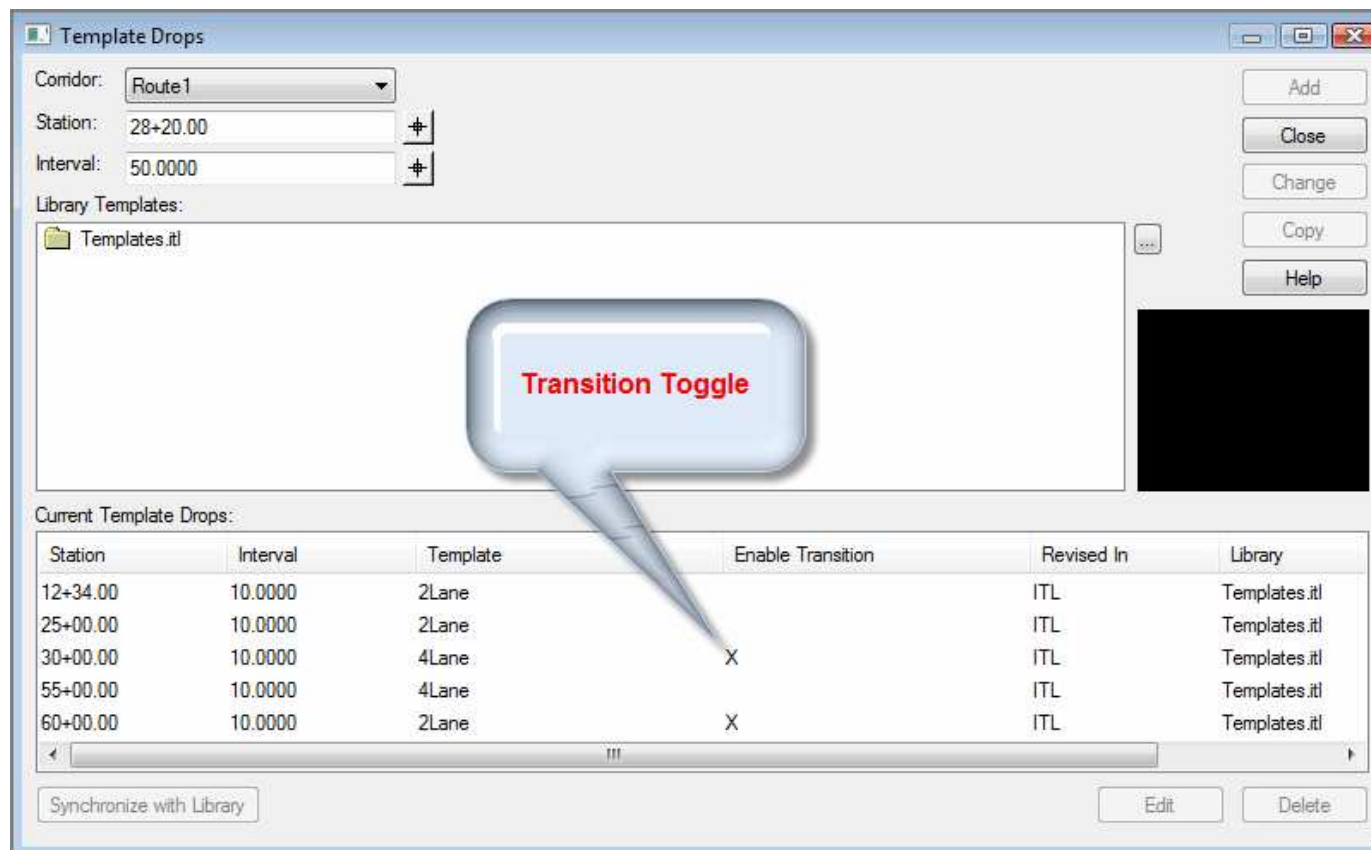 Template Drops
Corridor: Route1
Add
Station: 28+20.00
Close
Interval: 50.0000
Change
Library Templates:
Templates.itl
...
Copy
Help
Transition Toggle
Current Template Drops:
Station Interval Template Enable Transition Revised In Library
12+34.00 10.0000 2Lane ITL Templates.itl
25+00.00 10.0000 2Lane ITL Templates.itl
30+00.00 10.0000 4Lane X ITL Templates.itl
55+00.00 10.0000 4Lane ITL Templates.itl
60+00.00 10.0000 2Lane X ITL Templates.itl
Synchronize with Library Edit Delete